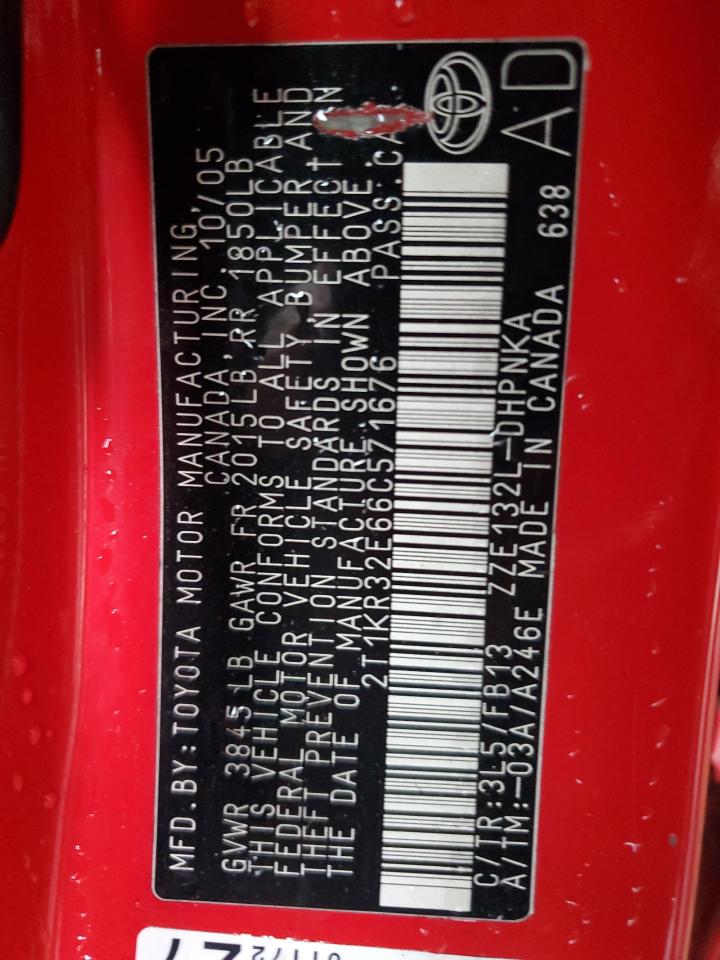 MFD.BY:TOYOTA MOTOR MANUFACTURING,
CANADA, INC. 10/05
GVWR 3845 LB GAWR FR 2015LB, RR 1850LB
THIS VEHICLE CONFORMS TO ALL APPLICABLE
FEDERAL MOTOR VEHICLE SAFETY BUMPER AND
THEFT PREVENTION STANDARDS IN EFFECT
THE DATE OF MANUFACTURE SHOWN ABOVE.
2T1KR32E66C571676 PASS.
C/TR:3L5/FB13 ZZE132L-DHPNKA
A/TM:-03A/A246E MADE IN CANADA 638
AD